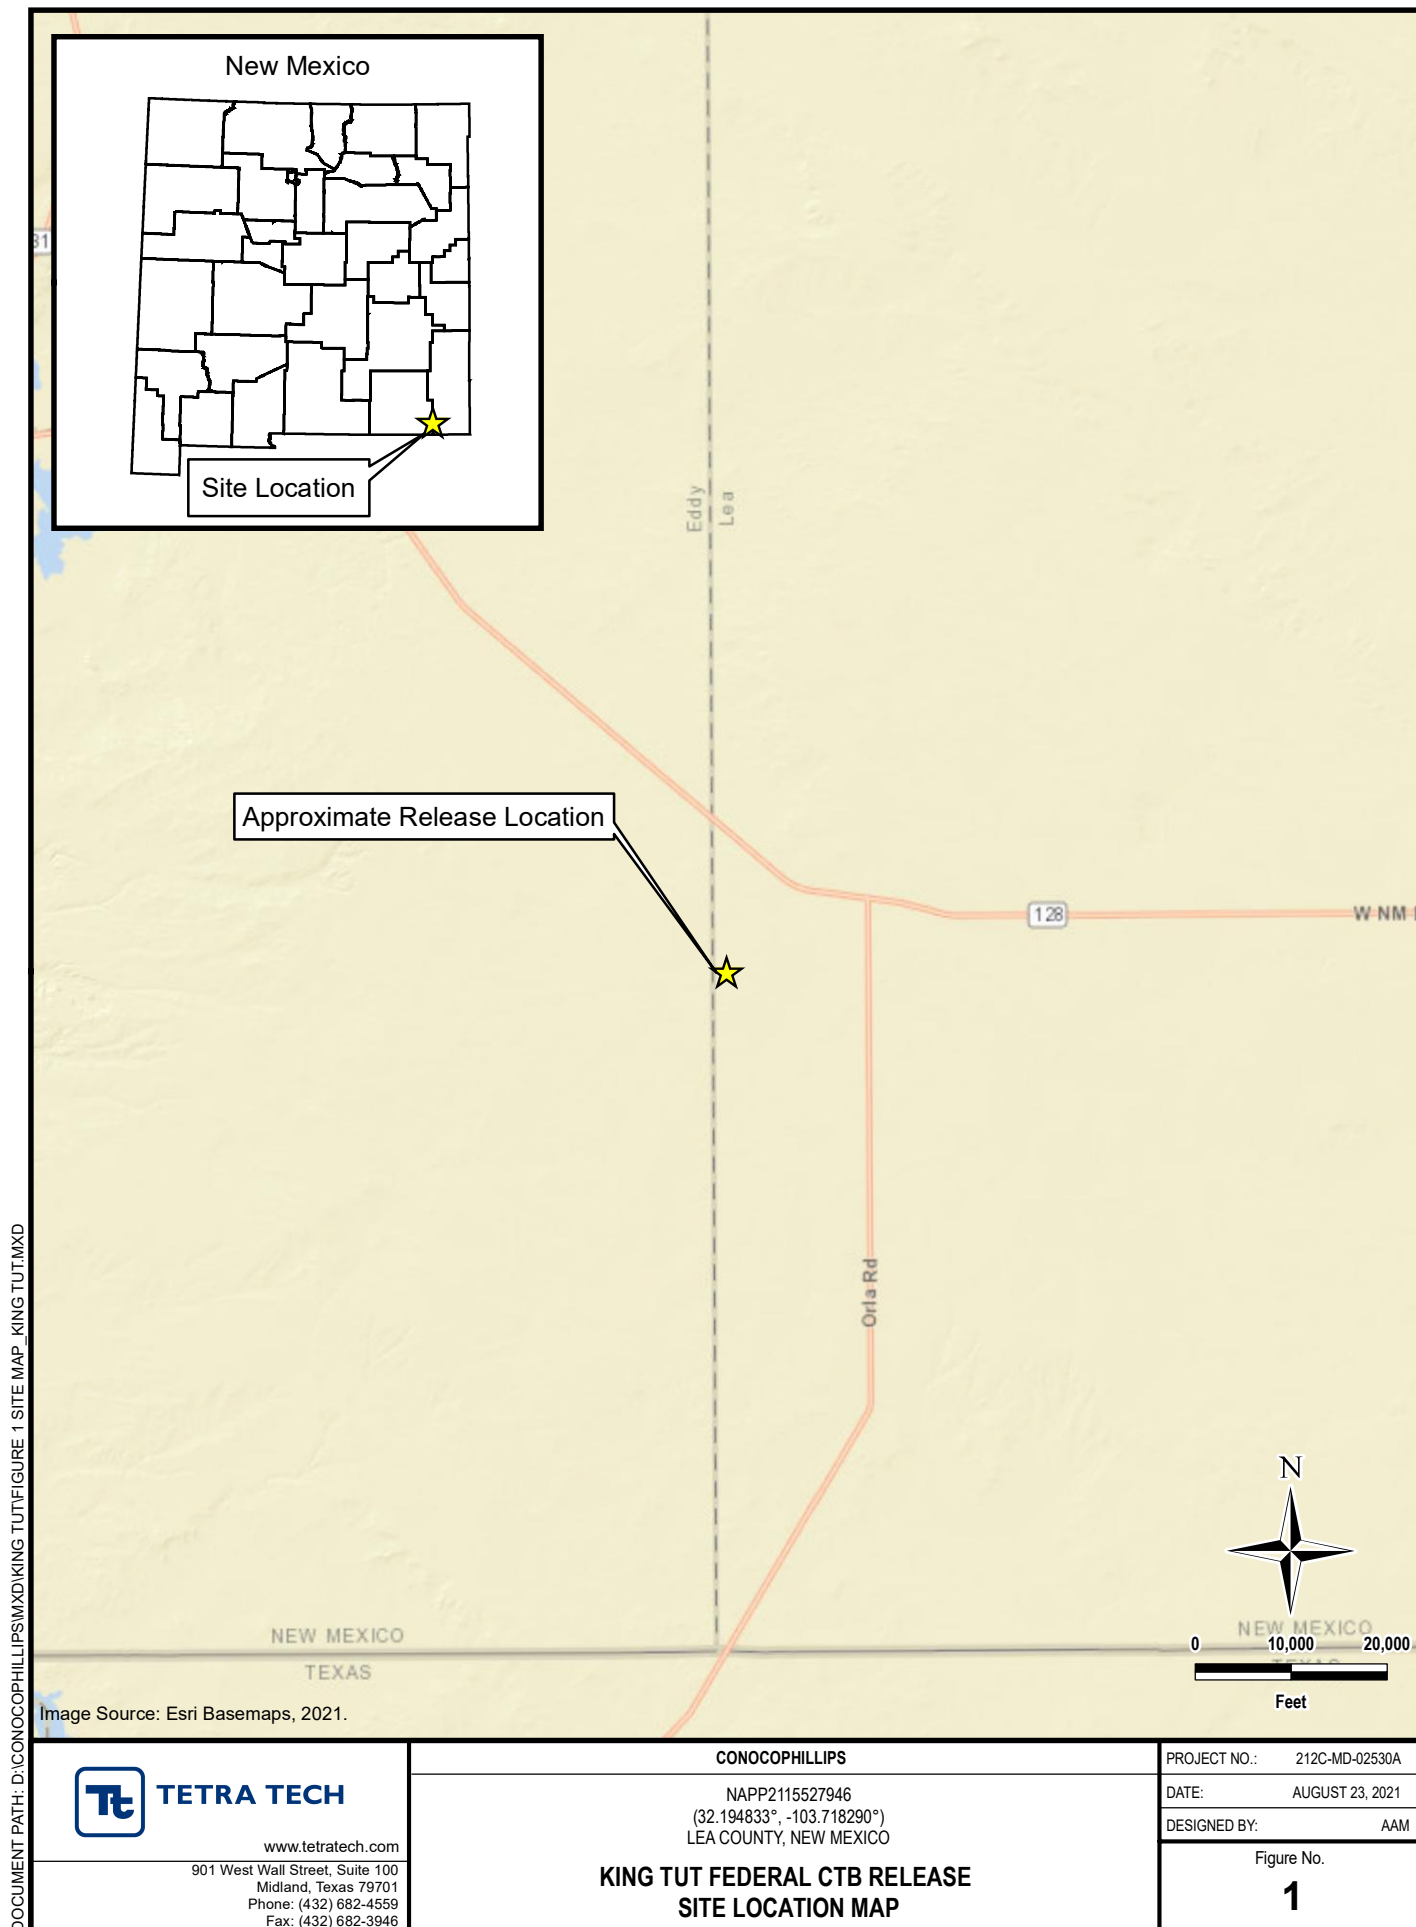 New Mexico
Site Location
31
Eddy
Lea
Approximate Release Location
128
W NM
Orla Rd
N
NEW MEXICO
TEXAS
NEW MEXICO
TEXAS
0 10,000 20,000
Feet
Image Source: Esri Basemaps, 2021.
DOCUMENT PATH: D:\CONOCOPHILLIPS\MXD\KING TUT\FIGURE 1 SITE MAP_KING TUT.MXD
Tt TETRA TECH
www.tetratech.com
901 West Wall Street, Suite 100
Midland, Texas 79701
Phone: (432) 682-4559
Fax: (432) 682-3946
CONOCOPHILLIPS
NAPP2115527946
(32.194833°, -103.718290°)
LEA COUNTY, NEW MEXICO
KING TUT FEDERAL CTB RELEASE
SITE LOCATION MAP
PROJECT NO.: 212C-MD-02530A
DATE: AUGUST 23, 2021
DESIGNED BY: AAM
Figure No.
1